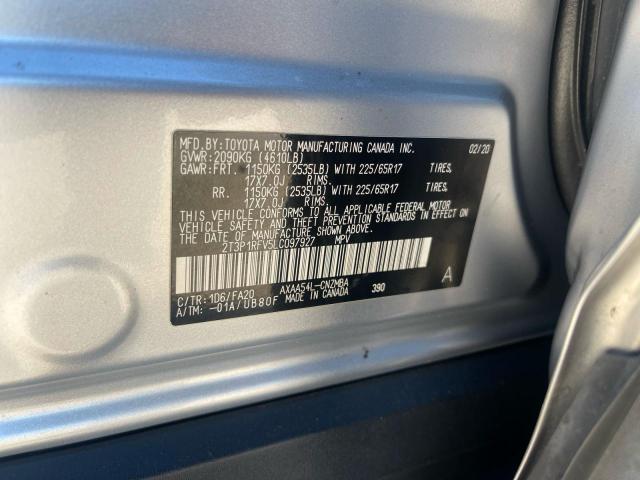 MFD.BY:TOYOTA MOTOR MANUFACTURING CANADA INC. 02/20
GVWR:2090KG (4610LB)
GAWR:FRT. 1150KG (2535LB) WITH 225/65R17 TIRES,
17X7.0J RIMS.
RR. 1150KG (2535LB) WITH 225/65R17 TIRES,
17X7.0J RIMS.
THIS VEHICLE CONFORMS TO ALL APPLICABLE FEDERAL MOTOR
VEHICLE SAFETY AND THEFT PREVENTION STANDARDS IN EFFECT
ON THE DATE OF MANUFACTURE SHOWN ABOVE.
2T3P1RFV5LC097927 MPV
C/TR:1D6/FA20 AXAA54L-CNZMBA A
A/TM: -01A/UB80F MADE IN CANADA 390